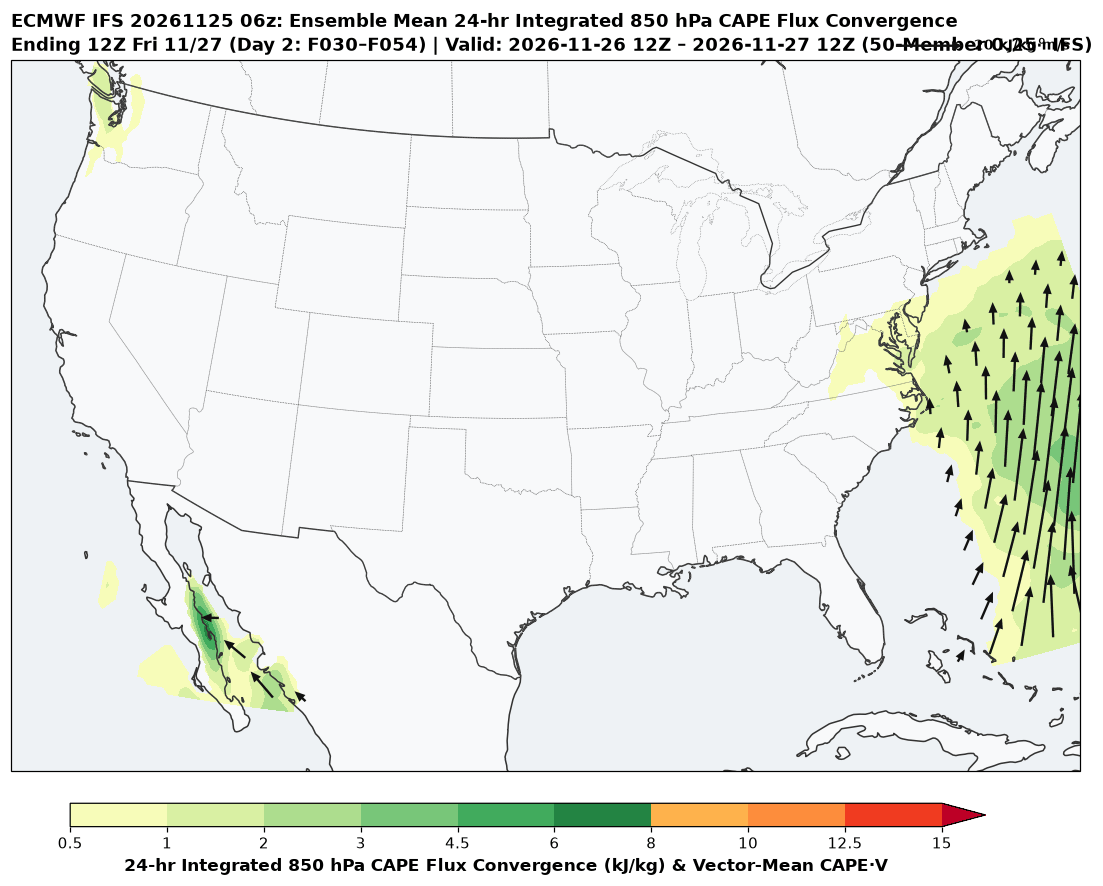 ECMWF IFS 20261125 06z: Ensemble Mean 24-hr Integrated 850 hPa CAPE Flux Convergence
Ending 12Z Fri 11/27 (Day 2: F030–F054) | Valid: 2026-11-26 12Z – 2026-11-27 12Z (50-Member 0.25° IFS)
0.5 1 2 3 4.5 6 8 10 12.5 15
24-hr Integrated 850 hPa CAPE Flux Convergence (kJ/kg) & Vector-Mean CAPE·V